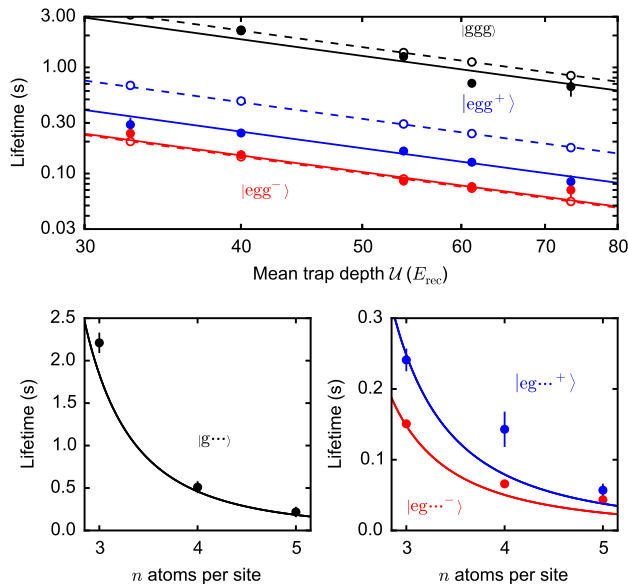 3.00
1.00
0.30
0.10
0.03
Lifetime (s)
|ggg⟩
|egg⁺⟩
|egg⁻⟩
30 40 50 60 70 80
Mean trap depth 𝒰 (E_rec)
2.5
2.0
1.5
1.0
0.5
0.0
Lifetime (s)
|g···⟩
3 4 5
n atoms per site
0.3
0.2
0.1
0.0
Lifetime (s)
|eg···⁺⟩
|eg···⁻⟩
3 4 5
n atoms per site